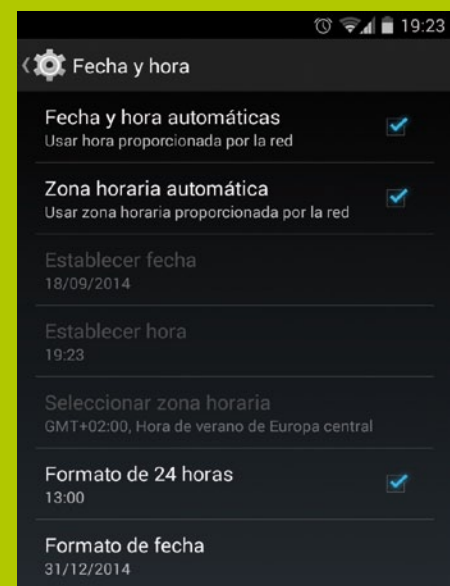 19:23
Fecha y hora
Fecha y hora automáticas
Usar hora proporcionada por la red
Zona horaria automática
Usar zona horaria proporcionada por la red
Establecer fecha
18/09/2014
Establecer hora
19:23
Seleccionar zona horaria
GMT+02:00, Hora de verano de Europa central
Formato de 24 horas
13:00
Formato de fecha
31/12/2014